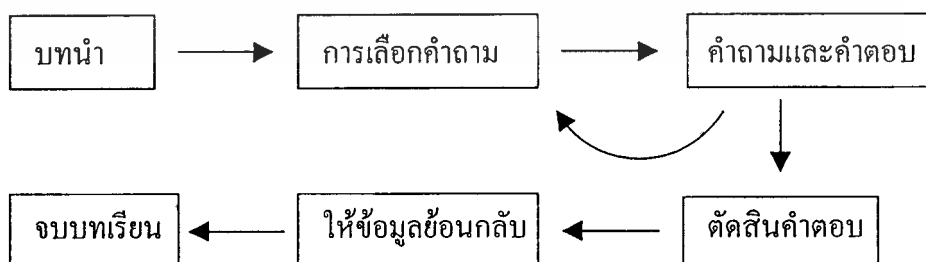 บทนำ
การเลือกคำถาม
คำถามและคำตอบ
ตัดสินคำตอบ
ให้ข้อมูลย้อนกลับ
จบบทเรียน